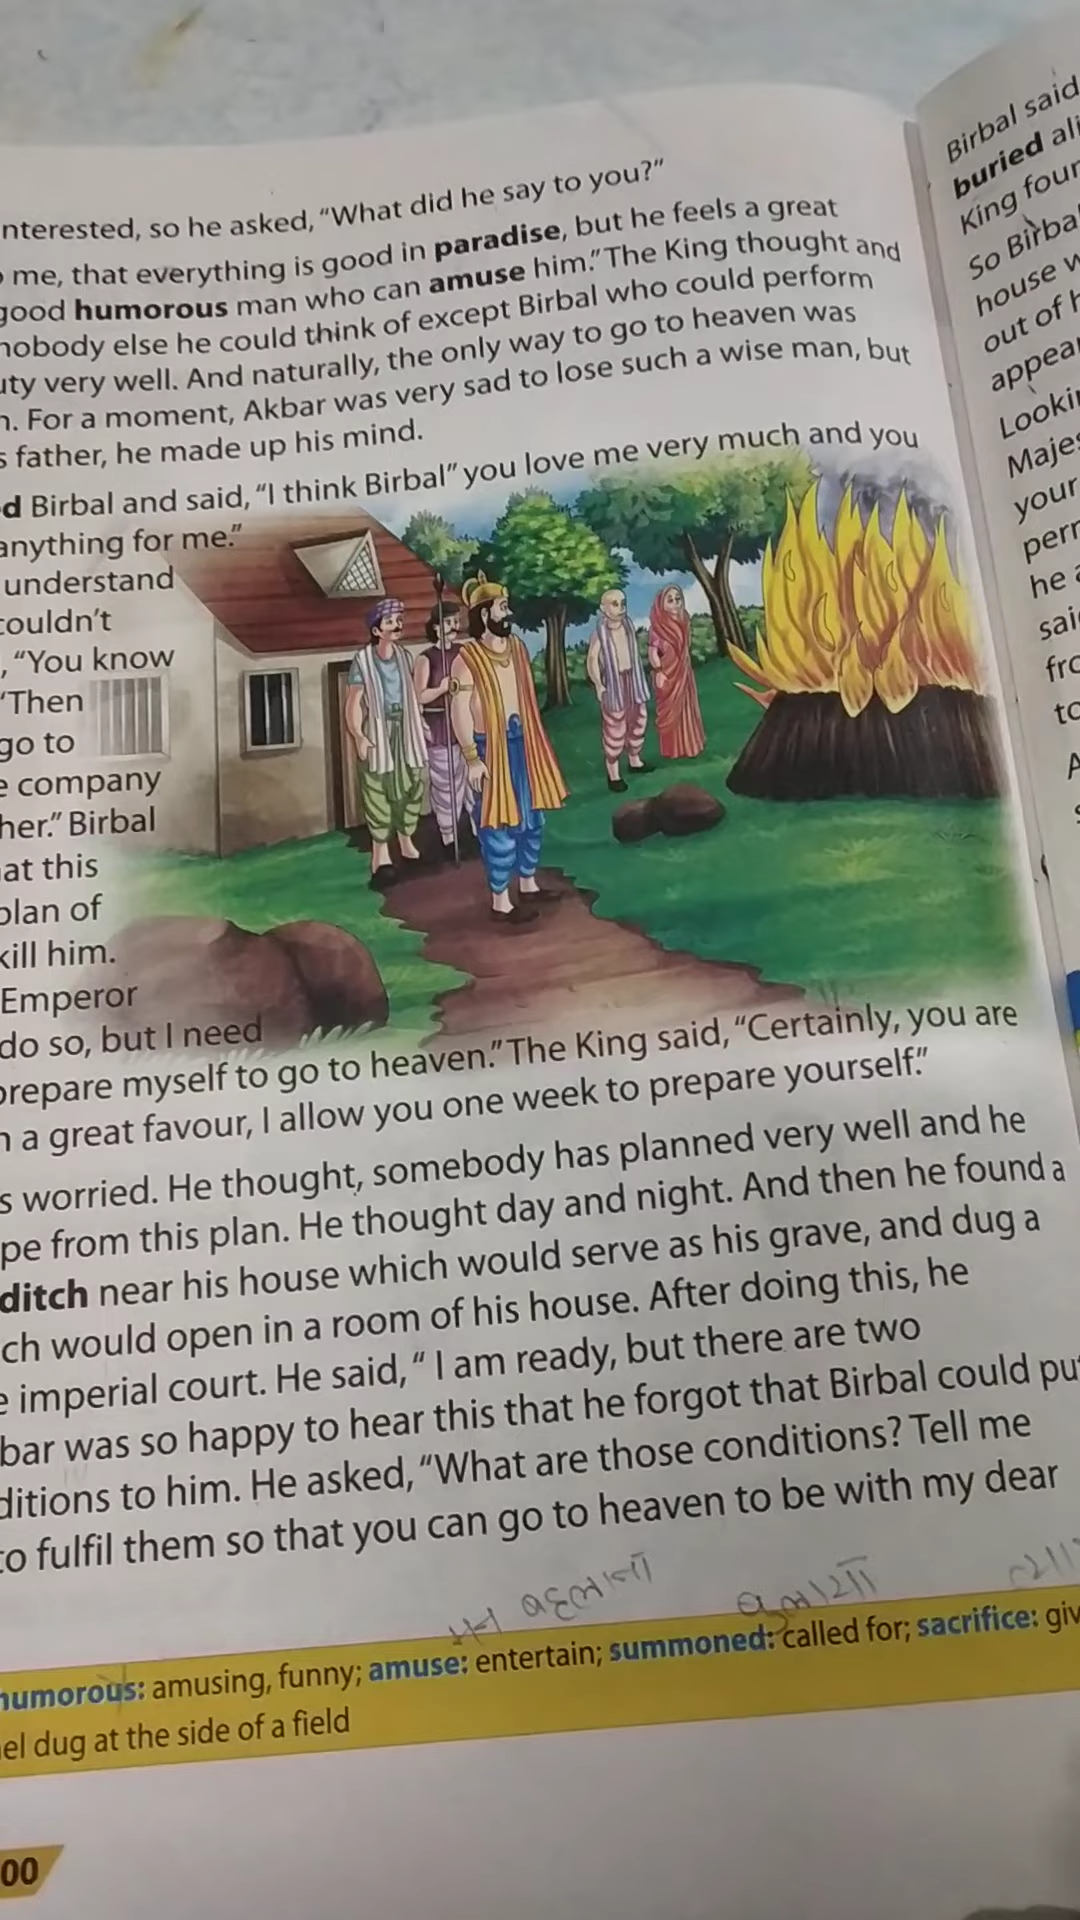 interested, so he asked, “What did he say to you?”
me, that everything is good in paradise, but he feels a great
good humorous man who can amuse him.” The King thought and
nobody else he could think of except Birbal who could perform
very well. And naturally, the only way to go to heaven was
For a moment, Akbar was very sad to lose such a wise man, but
father, he made up his mind.
Birbal and said, “I think Birbal” you love me very much and you
anything for me.”
understand
couldn’t
, “You know
“Then
go to
company
her.” Birbal
at this
plan of
kill him.
Emperor
do so, but I need
prepare myself to go to heaven.” The King said, “Certainly, you are
a great favour, I allow you one week to prepare yourself.”
s worried. He thought, somebody has planned very well and he
pe from this plan. He thought day and night. And then he found a
ditch near his house which would serve as his grave, and dug a
ch would open in a room of his house. After doing this, he
e imperial court. He said, “ I am ready, but there are two
bar was so happy to hear this that he forgot that Birbal could pu
ditions to him. He asked, “What are those conditions? Tell me
to fulfil them so that you can go to heaven to be with my dear
humorous: amusing, funny; amuse: entertain; summoned: called for; sacrifice: giv
el dug at the side of a field
00
Birbal said
buried ali
King four
So Birba
house w
out of h
appear
Lookin
Majes
your
perr
he a
sai
fro
to
A